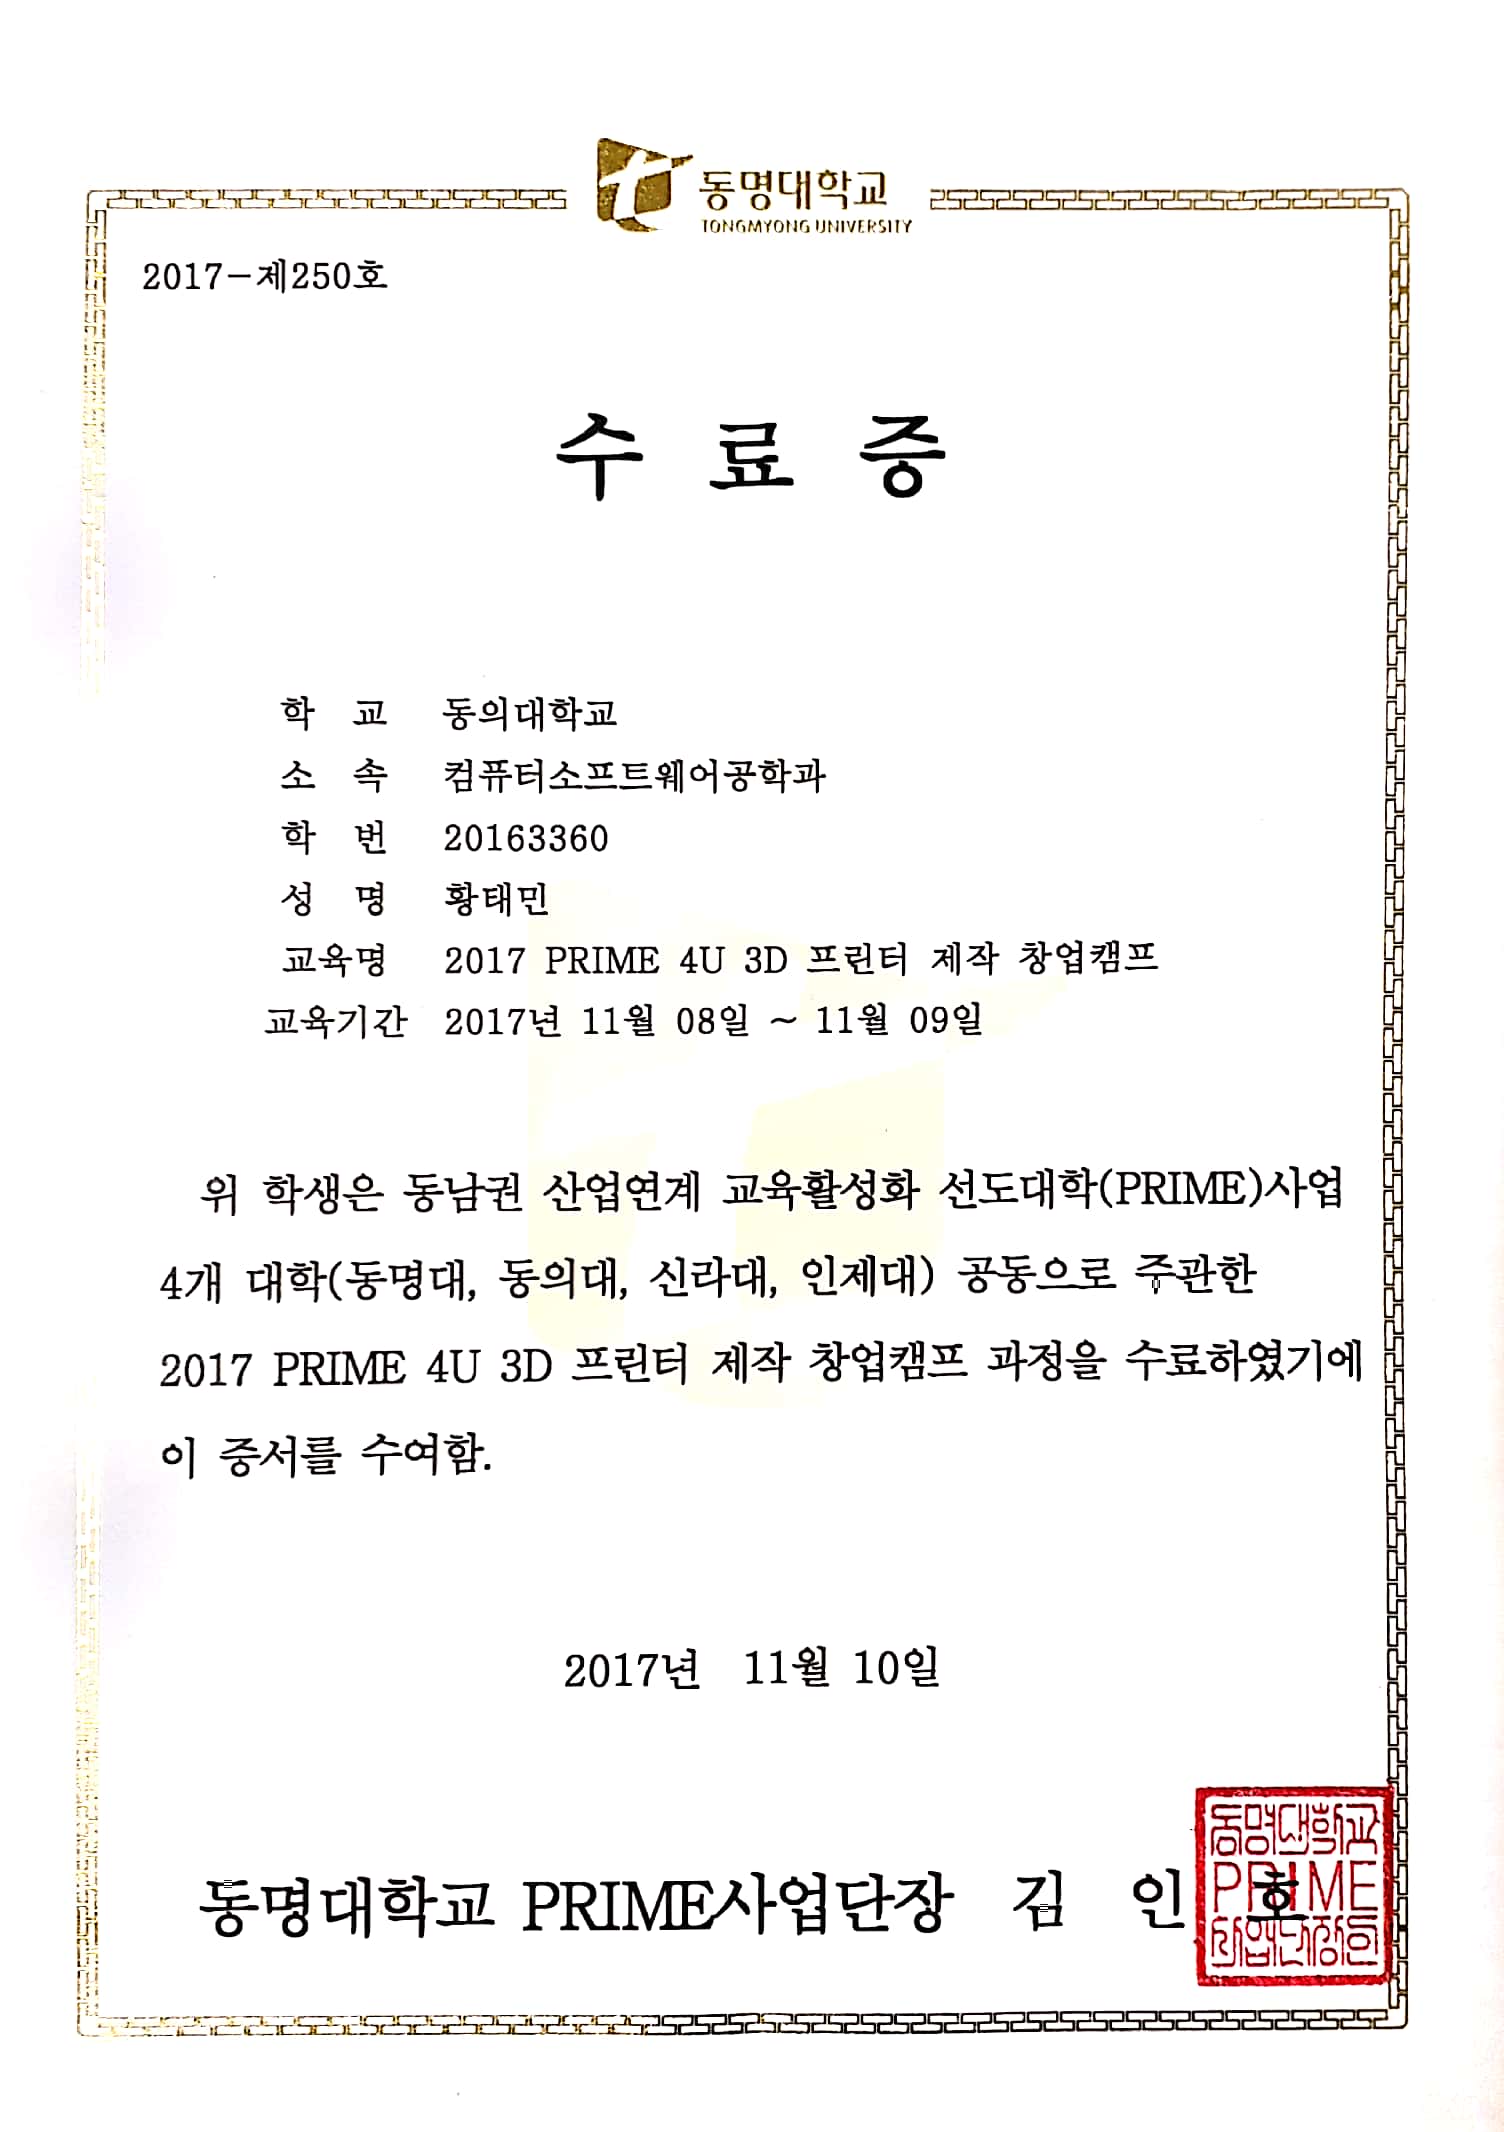 동명대학교
TONGMYONG UNIVERSITY
2017-제250호
수 료 증
학 교 동의대학교
소 속 컴퓨터소프트웨어공학과
학 번 20163360
성 명 황태민
교육명 2017 PRIME 4U 3D 프린터 제작 창업캠프
교육기간 2017년 11월 08일 ~ 11월 09일
위 학생은 동남권 산업연계 교육활성화 선도대학(PRIME)사업
4개 대학(동명대, 동의대, 신라대, 인제대) 공동으로 주관한
2017 PRIME 4U 3D 프린터 제작 창업캠프 과정을 수료하였기에
이 증서를 수여함.
2017년 11월 10일
동명대학교 PRIME사업단장 김 인 호
동명대학교
PRIME
사업단장인